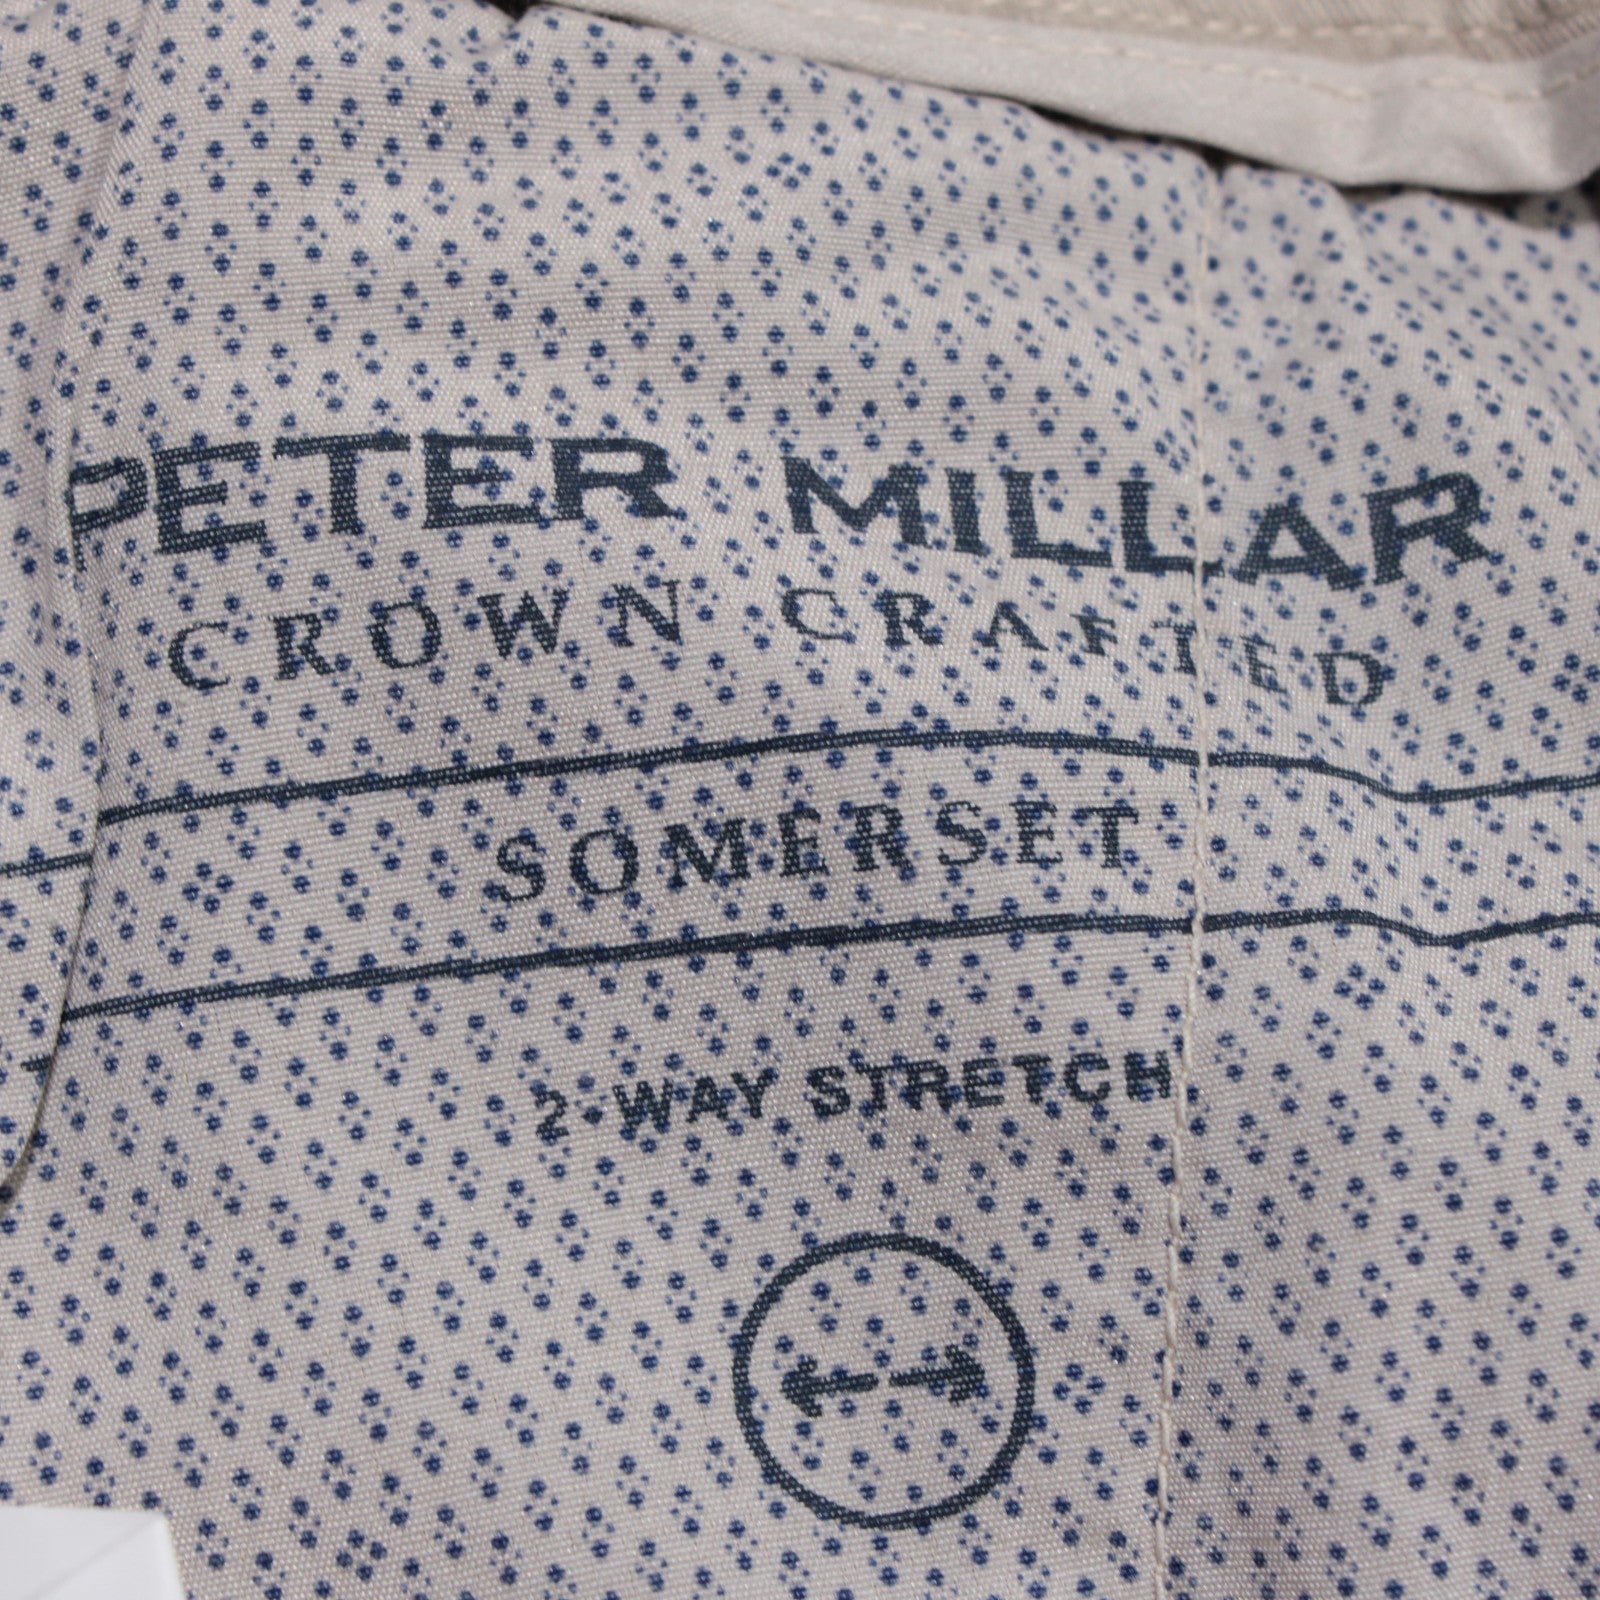 PETER MILLAR
CROWN CRAFTED
SOMERSET
2-WAY STRETCH